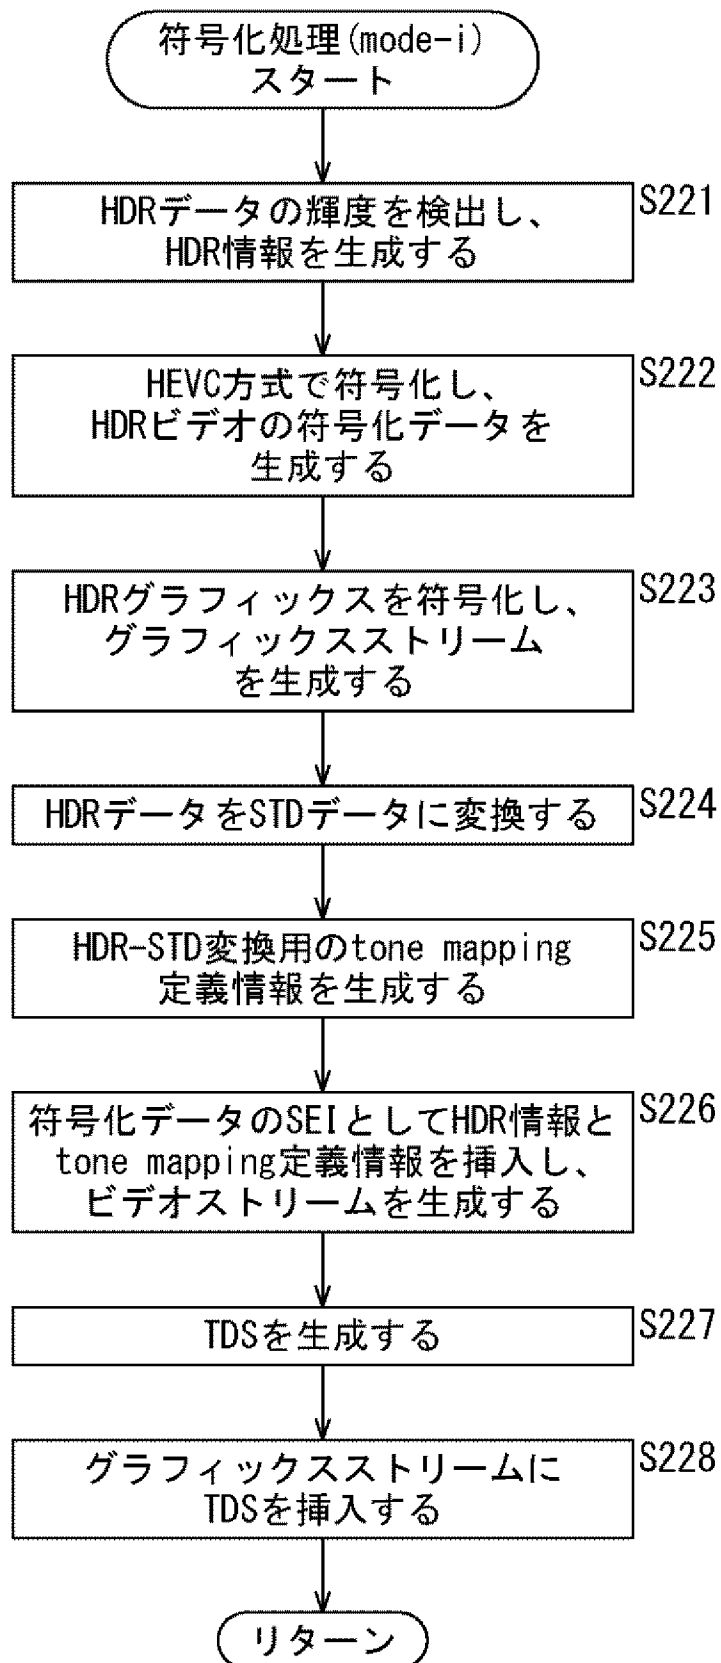 符号化処理(mode-i)
スタート
S221
HDRデータの輝度を検出し、
HDR情報を生成する
S222
HEVC方式で符号化し、
HDRビデオの符号化データを
生成する
S223
HDRグラフィックスを符号化し、
グラフィックスストリーム
を生成する
S224
HDRデータをSTDデータに変換する
S225
HDR-STD変換用のtone mapping
定義情報を生成する
S226
符号化データのSEIとしてHDR情報と
tone mapping定義情報を挿入し、
ビデオストリームを生成する
S227
TDSを生成する
S228
グラフィックスストリームに
TDSを挿入する
リターン